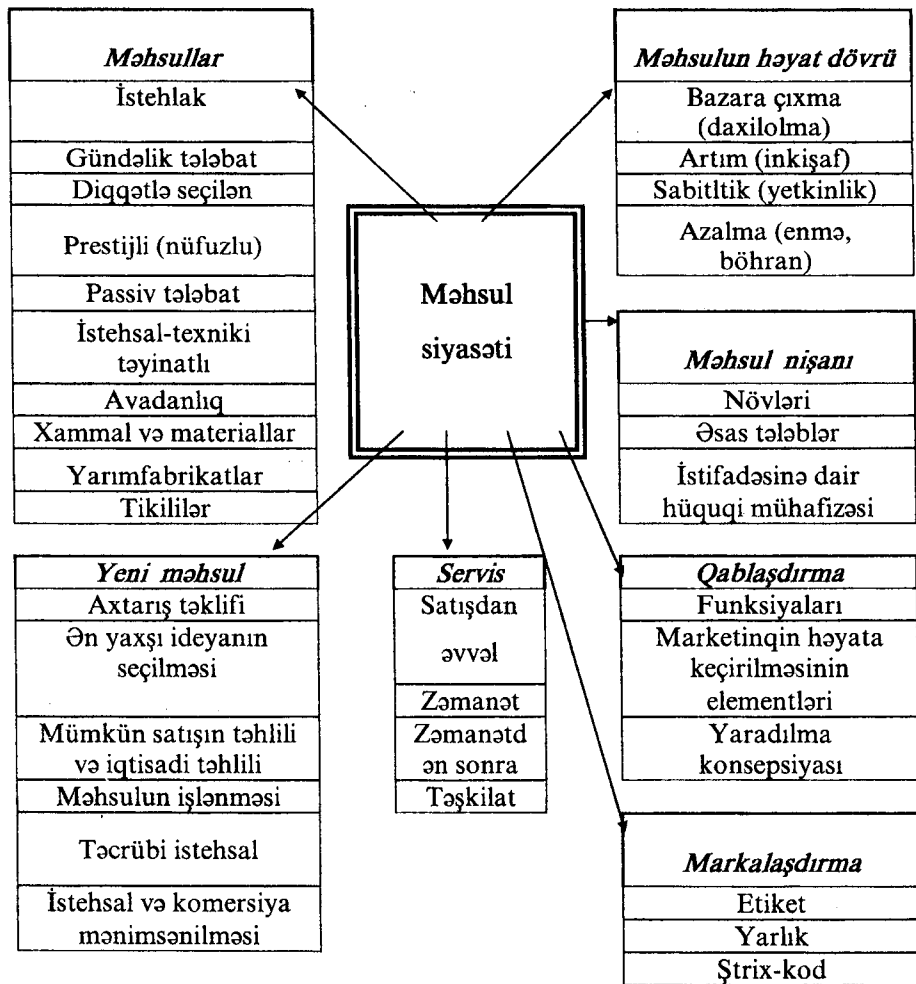 Məhsullar
İstehlak
Gündəlik tələbat
Diqqətlə seçilən
Prestijli (nüfuzlu)
Passiv tələbat
İstehsal-texniki
təyinatlı
Avadanlıq
Xammal və materiallar
Yarımfabrikatlar
Tikililər
Məhsulun həyat dövrü
Bazara çıxma
(daxilolma)
Artım (inkişaf)
Sabitltik (yetkinlik)
Azalma (enmə,
böhran)
Məhsul
siyasəti
Məhsul nişanı
Növləri
Əsas tələblər
İstifadəsinə dair
hüquqi mühafizəsi
Yeni məhsul
Axtarış təklifi
Ən yaxşı ideyanın
seçilməsi
Mümkün satışın təhlili
və iqtisadi təhlili
Məhsulun işlənməsi
Təcrübi istehsal
İstehsal və komersiya
mənimsənilməsi
Servis
Satışdan
əvvəl
Zəmanət
Zəmanətd
ən sonra
Təşkilat
Qablaşdırma
Funksiyaları
Marketinqin həyata
keçirilməsinin
elementləri
Yaradılma
konsepsiyası
Markalaşdırma
Etiket
Yarlık
Ştrix-kod